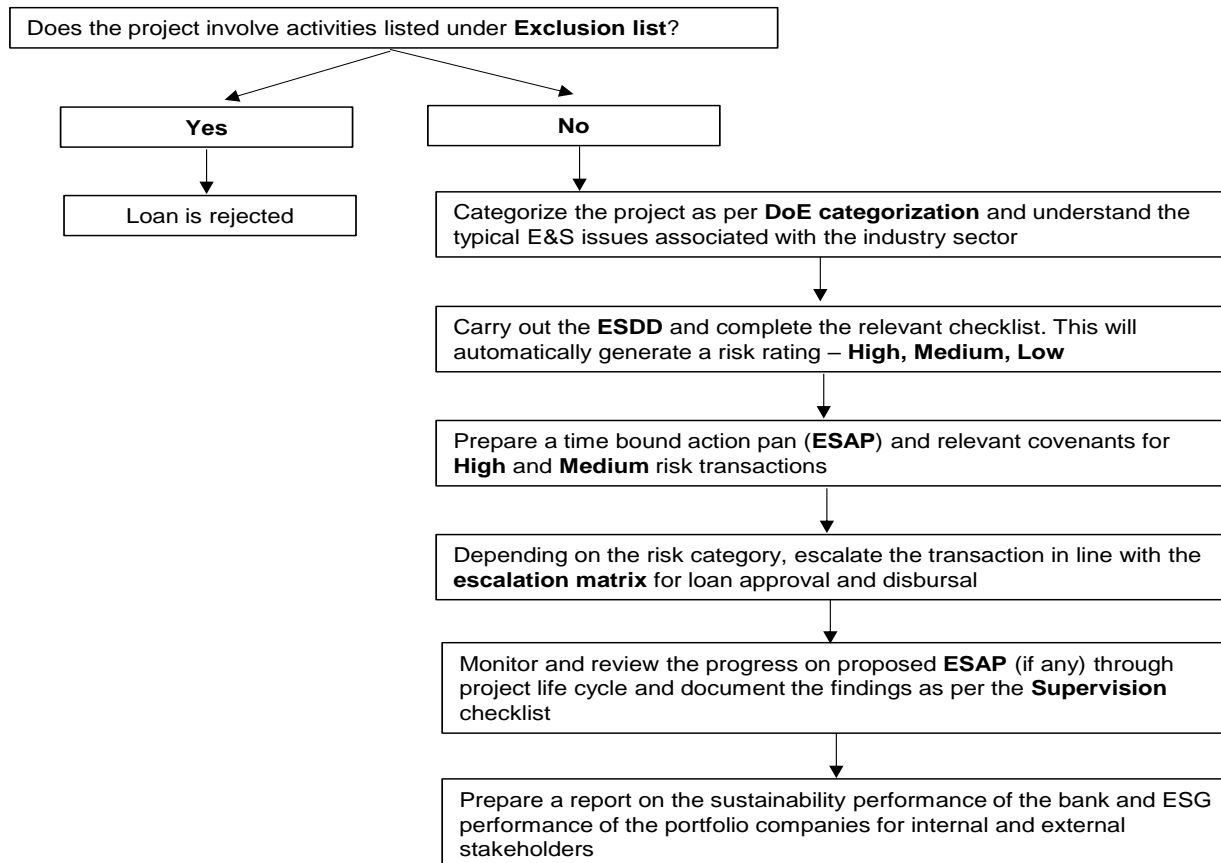 Does the project involve activities listed under Exclusion list?
Yes
No
Loan is rejected
Categorize the project as per DoE categorization and understand the
typical E&S issues associated with the industry sector
Carry out the ESDD and complete the relevant checklist. This will
automatically generate a risk rating – High, Medium, Low
Prepare a time bound action pan (ESAP) and relevant covenants for
High and Medium risk transactions
Depending on the risk category, escalate the transaction in line with the
escalation matrix for loan approval and disbursal
Monitor and review the progress on proposed ESAP (if any) through
project life cycle and document the findings as per the Supervision
checklist
Prepare a report on the sustainability performance of the bank and ESG
performance of the portfolio companies for internal and external
stakeholders